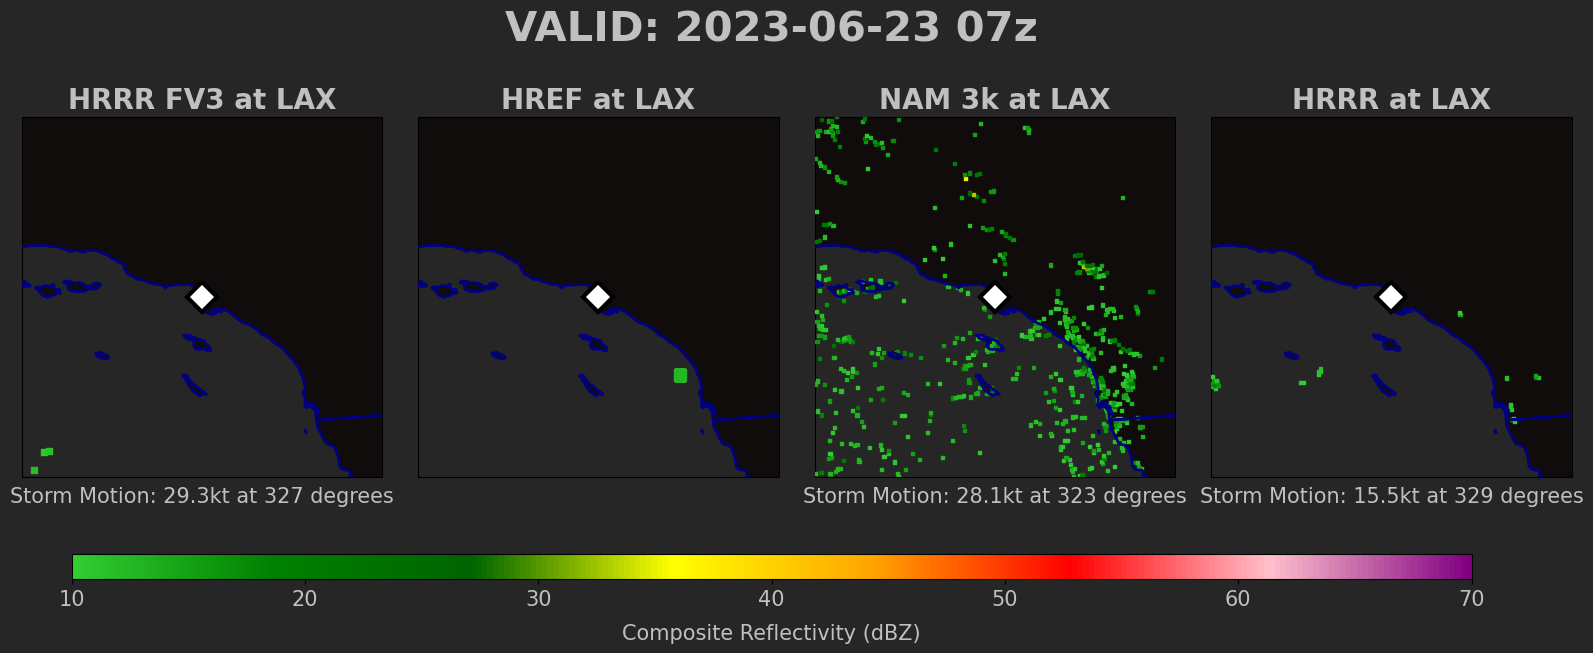 VALID: 2023-06-23 07z
HRRR FV3 at LAX
HREF at LAX
NAM 3k at LAX
HRRR at LAX
Storm Motion: 29.3kt at 327 degrees
Storm Motion: 28.1kt at 323 degrees
Storm Motion: 15.5kt at 329 degrees
10 20 30 40 50 60 70
Composite Reflectivity (dBZ)